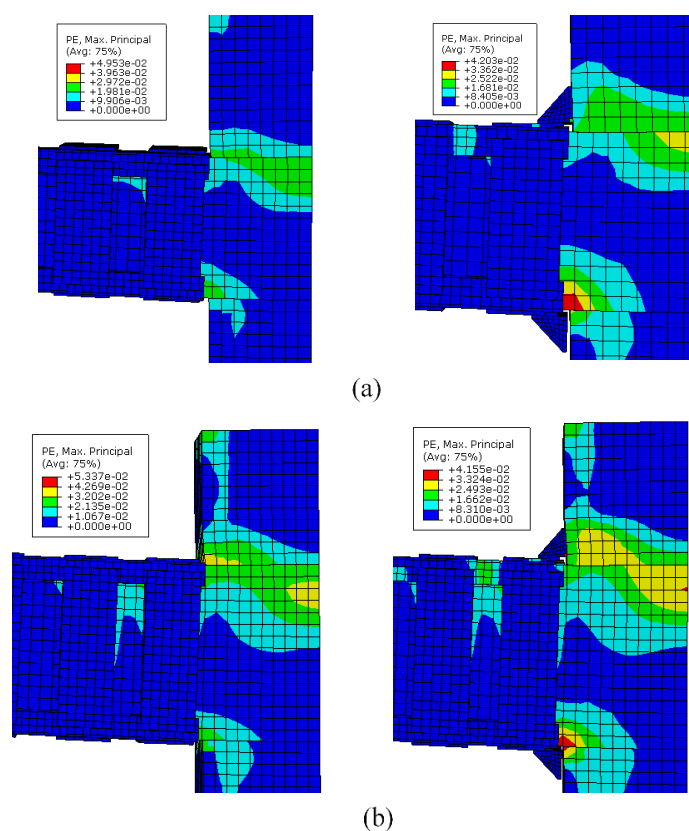 PE, Max. Principal
(Avg: 75%)
+4.953e-02
+3.963e-02
+2.972e-02
+1.981e-02
+9.906e-03
+0.000e+00
PE, Max. Principal
(Avg: 75%)
+4.203e-02
+3.362e-02
+2.522e-02
+1.681e-02
+8.405e-03
+0.000e+00
(a)
PE, Max. Principal
(Avg: 75%)
+5.337e-02
+4.269e-02
+3.202e-02
+2.135e-02
+1.067e-02
+0.000e+00
PE, Max. Principal
(Avg: 75%)
+4.155e-02
+3.324e-02
+2.493e-02
+1.662e-02
+8.310e-03
+0.000e+00
(b)